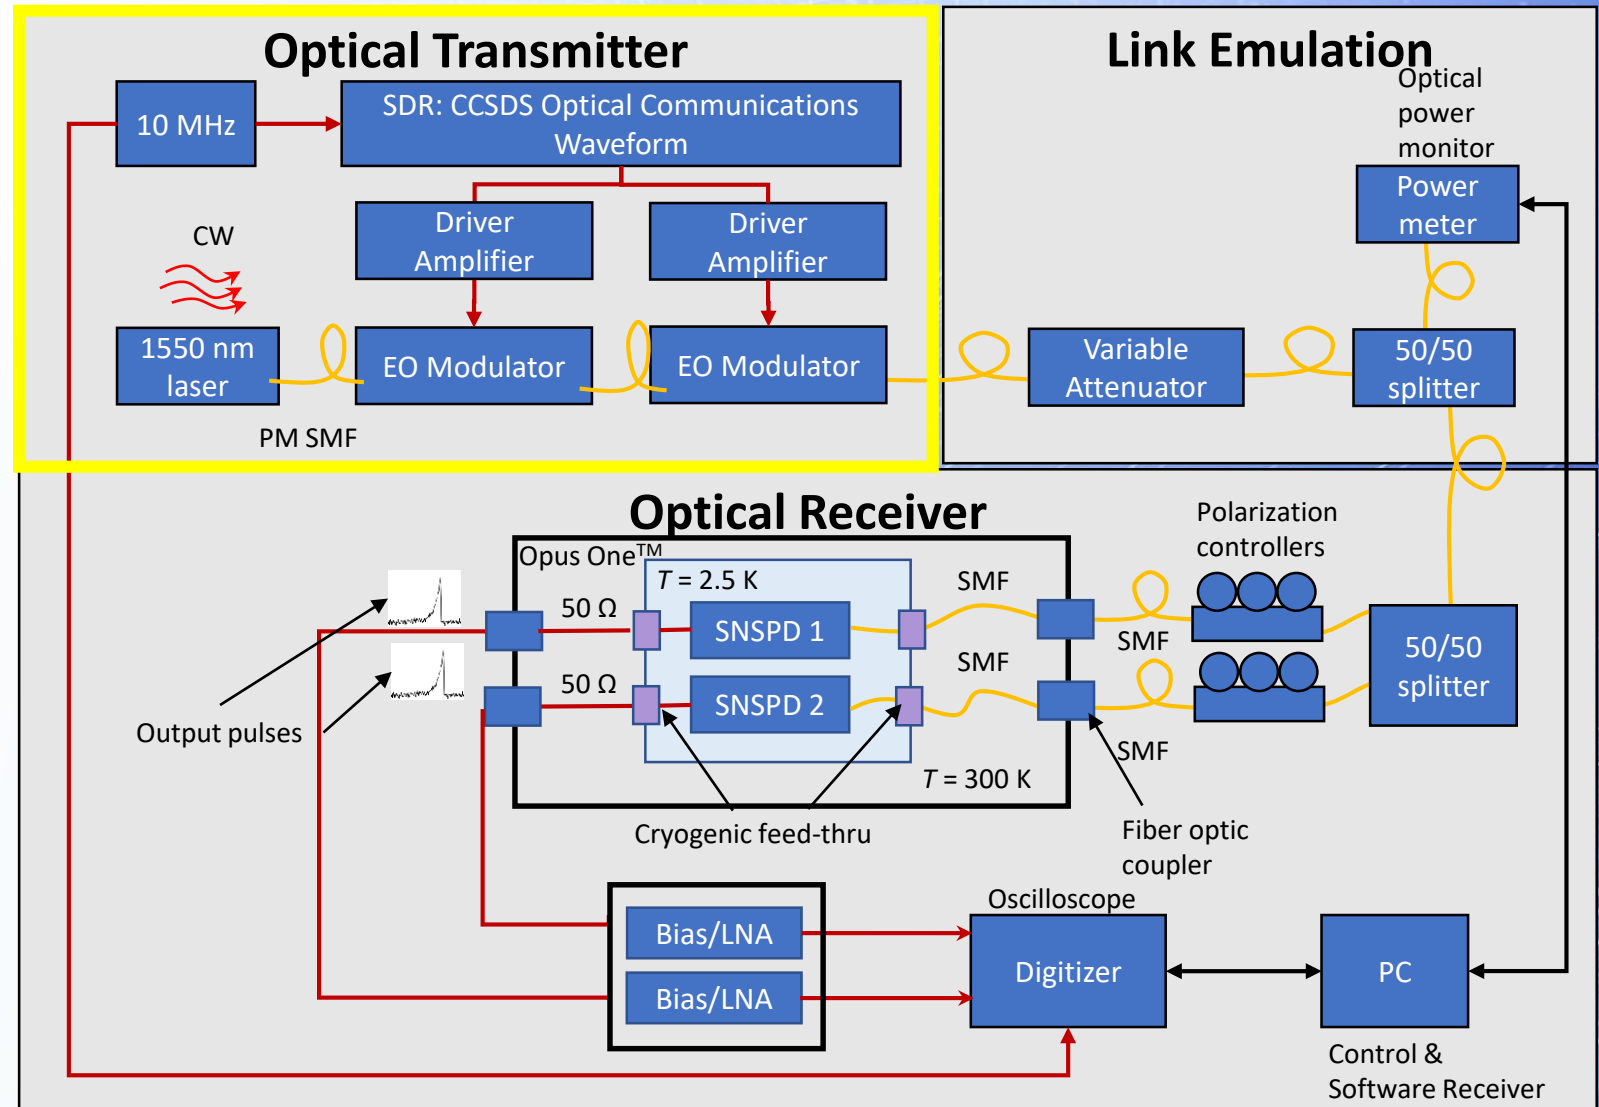 Optical Transmitter
10 MHz
SDR: CCSDS Optical Communications
Waveform
Driver
Amplifier
Driver
Amplifier
CW
1550 nm
laser
EO Modulator
EO Modulator
PM SMF
Link Emulation
Optical
power
monitor
Power
meter
Variable
Attenuator
50/50
splitter
Optical Receiver
Opus One™
T = 2.5 K
50 Ω
SNSPD 1
SMF
SMF
Polarization
controllers
50 Ω
SNSPD 2
SMF
SMF
50/50
splitter
Output pulses
T = 300 K
Cryogenic feed-thru
Fiber optic
coupler
Bias/LNA
Bias/LNA
Oscilloscope
Digitizer
PC
Control &
Software Receiver